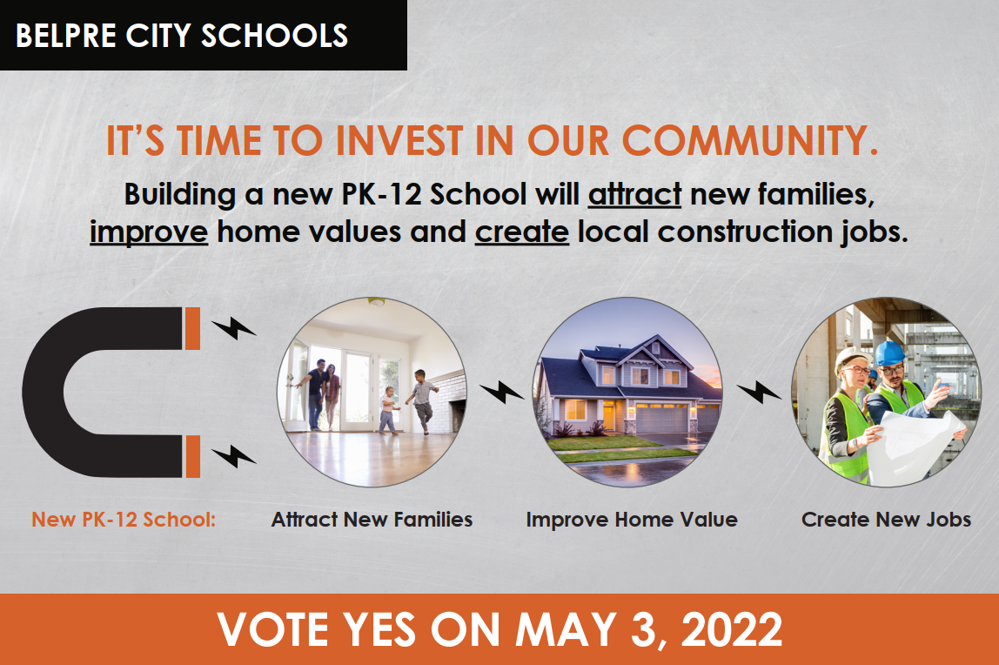 BELPRE CITY SCHOOLS
IT'S TIME TO INVEST IN OUR COMMUNITY.
Building a new PK-12 School will attract new families,
improve home values and create local construction jobs.
New PK-12 School:
Attract New Families
Improve Home Value
Create New Jobs
VOTE YES ON MAY 3, 2022